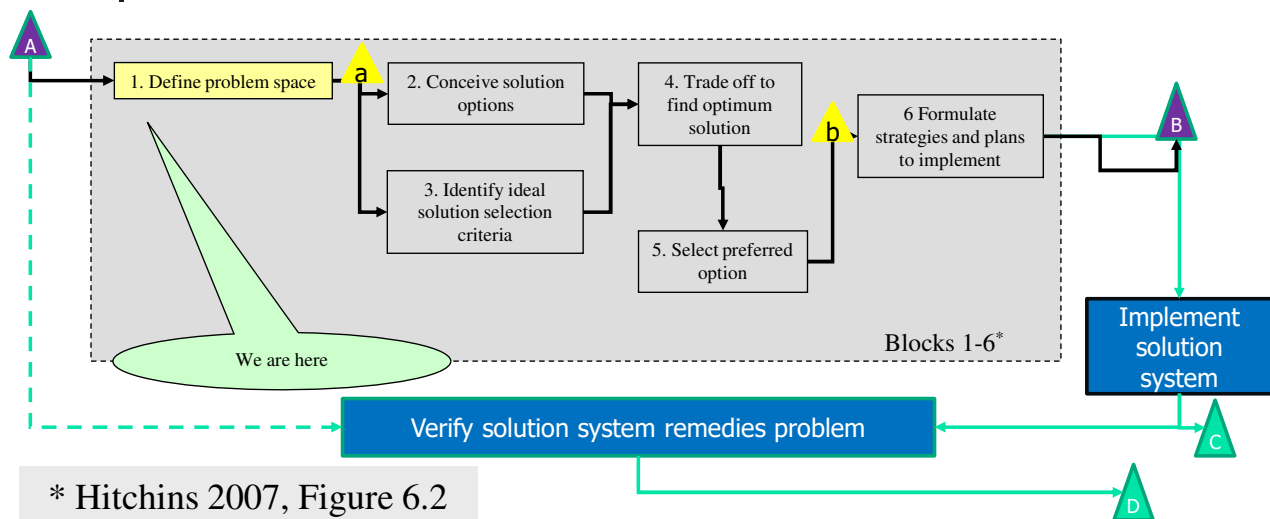 A
1. Define problem space
a
2. Conceive solution
options
3. Identify ideal
solution selection
criteria
4. Trade off to
find optimum
solution
5. Select preferred
option
b
6 Formulate
strategies and plans
to implement
B
We are here
Blocks 1-6*
Implement
solution
system
Verify solution system remedies problem
C
D
* Hitchins 2007, Figure 6.2